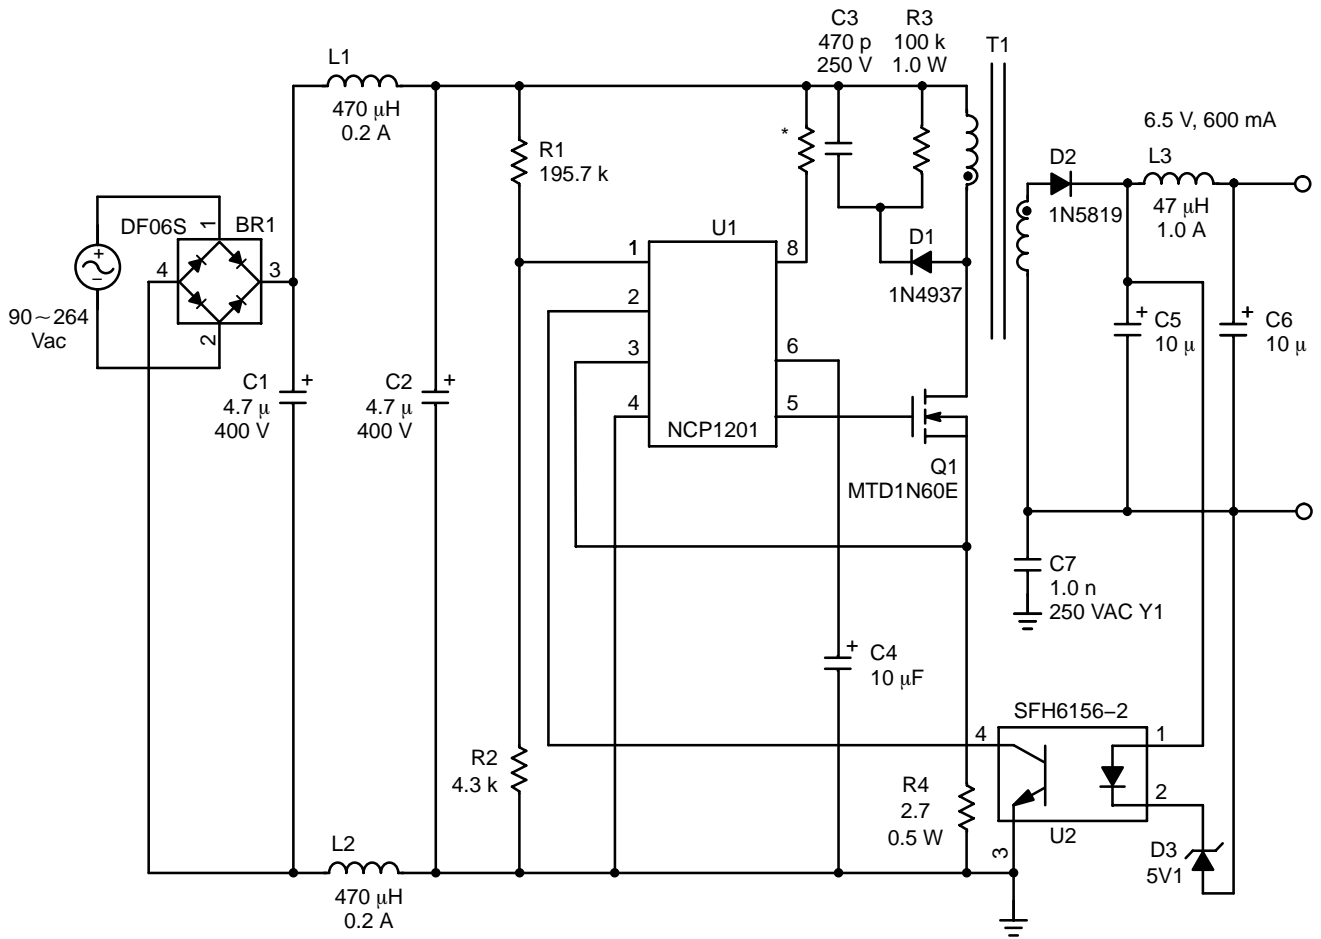 C3
470 p
250 V
R3
100 k
1.0 W
T1
L1
470 μH
0.2 A
6.5 V, 600 mA
*
R1
195.7 k
D2
L3
1N5819
47 μH
1.0 A
DF06S
1
BR1
4
3
2
90~264
Vac
U1
1
8
2
3
6
4
5
NCP1201
D1
1N4937
+
C5
10 μ
+
C6
10 μ
C1
+
4.7 μ
400 V
C2
+
4.7 μ
400 V
Q1
MTD1N60E
C7
1.0 n
250 VAC Y1
+
C4
10 μF
SFH6156–2
4
1
2
3
U2
R2
4.3 k
R4
2.7
0.5 W
D3
5V1
L2
470 μH
0.2 A